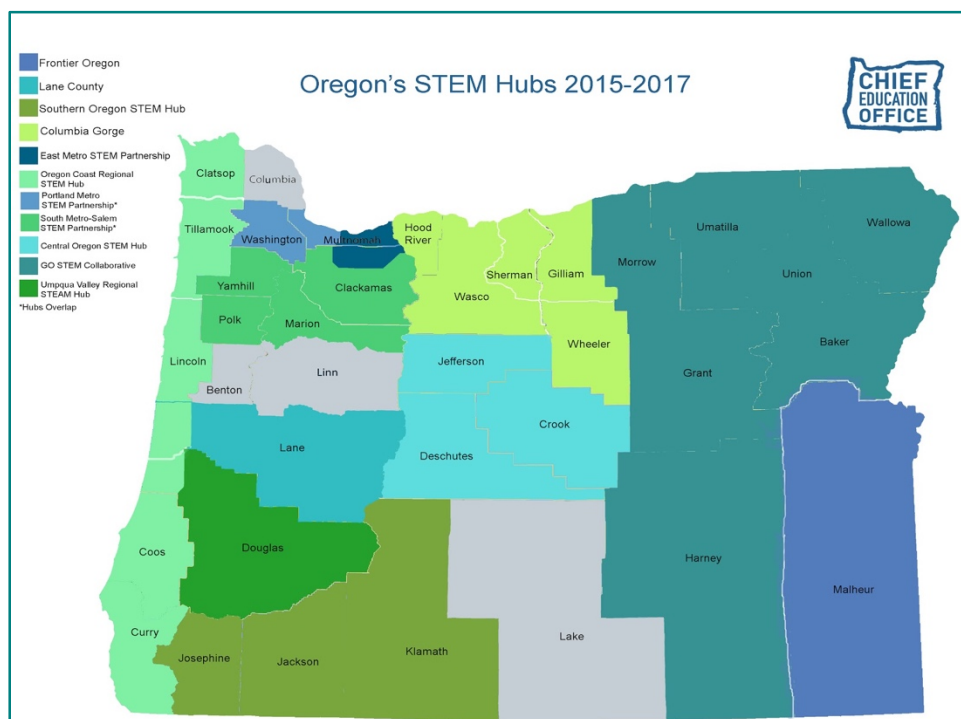 Oregon's STEM Hubs 2015-2017
CHIEF
EDUCATION
OFFICE
Frontier Oregon
Lane County
Southern Oregon STEM Hub
Columbia Gorge
East Metro STEM Partnership
Oregon Coast Regional
STEM Hub
Portland Metro
STEM Partnership*
South Metro-Salem
STEM Partnership*
Central Oregon STEM Hub
GO STEM Collaborative
Umpqua Valley Regional
STEAM Hub
*Hubs Overlap
Clatsop
Columbia
Tillamook
Washington
Multnomah
Hood
River
Sherman
Gilliam
Morrow
Umatilla
Wallowa
Union
Yamhill
Clackamas
Wasco
Polk
Marion
Wheeler
Baker
Lincoln
Benton
Linn
Jefferson
Grant
Lane
Deschutes
Crook
Coos
Douglas
Harney
Malheur
Curry
Josephine
Jackson
Klamath
Lake